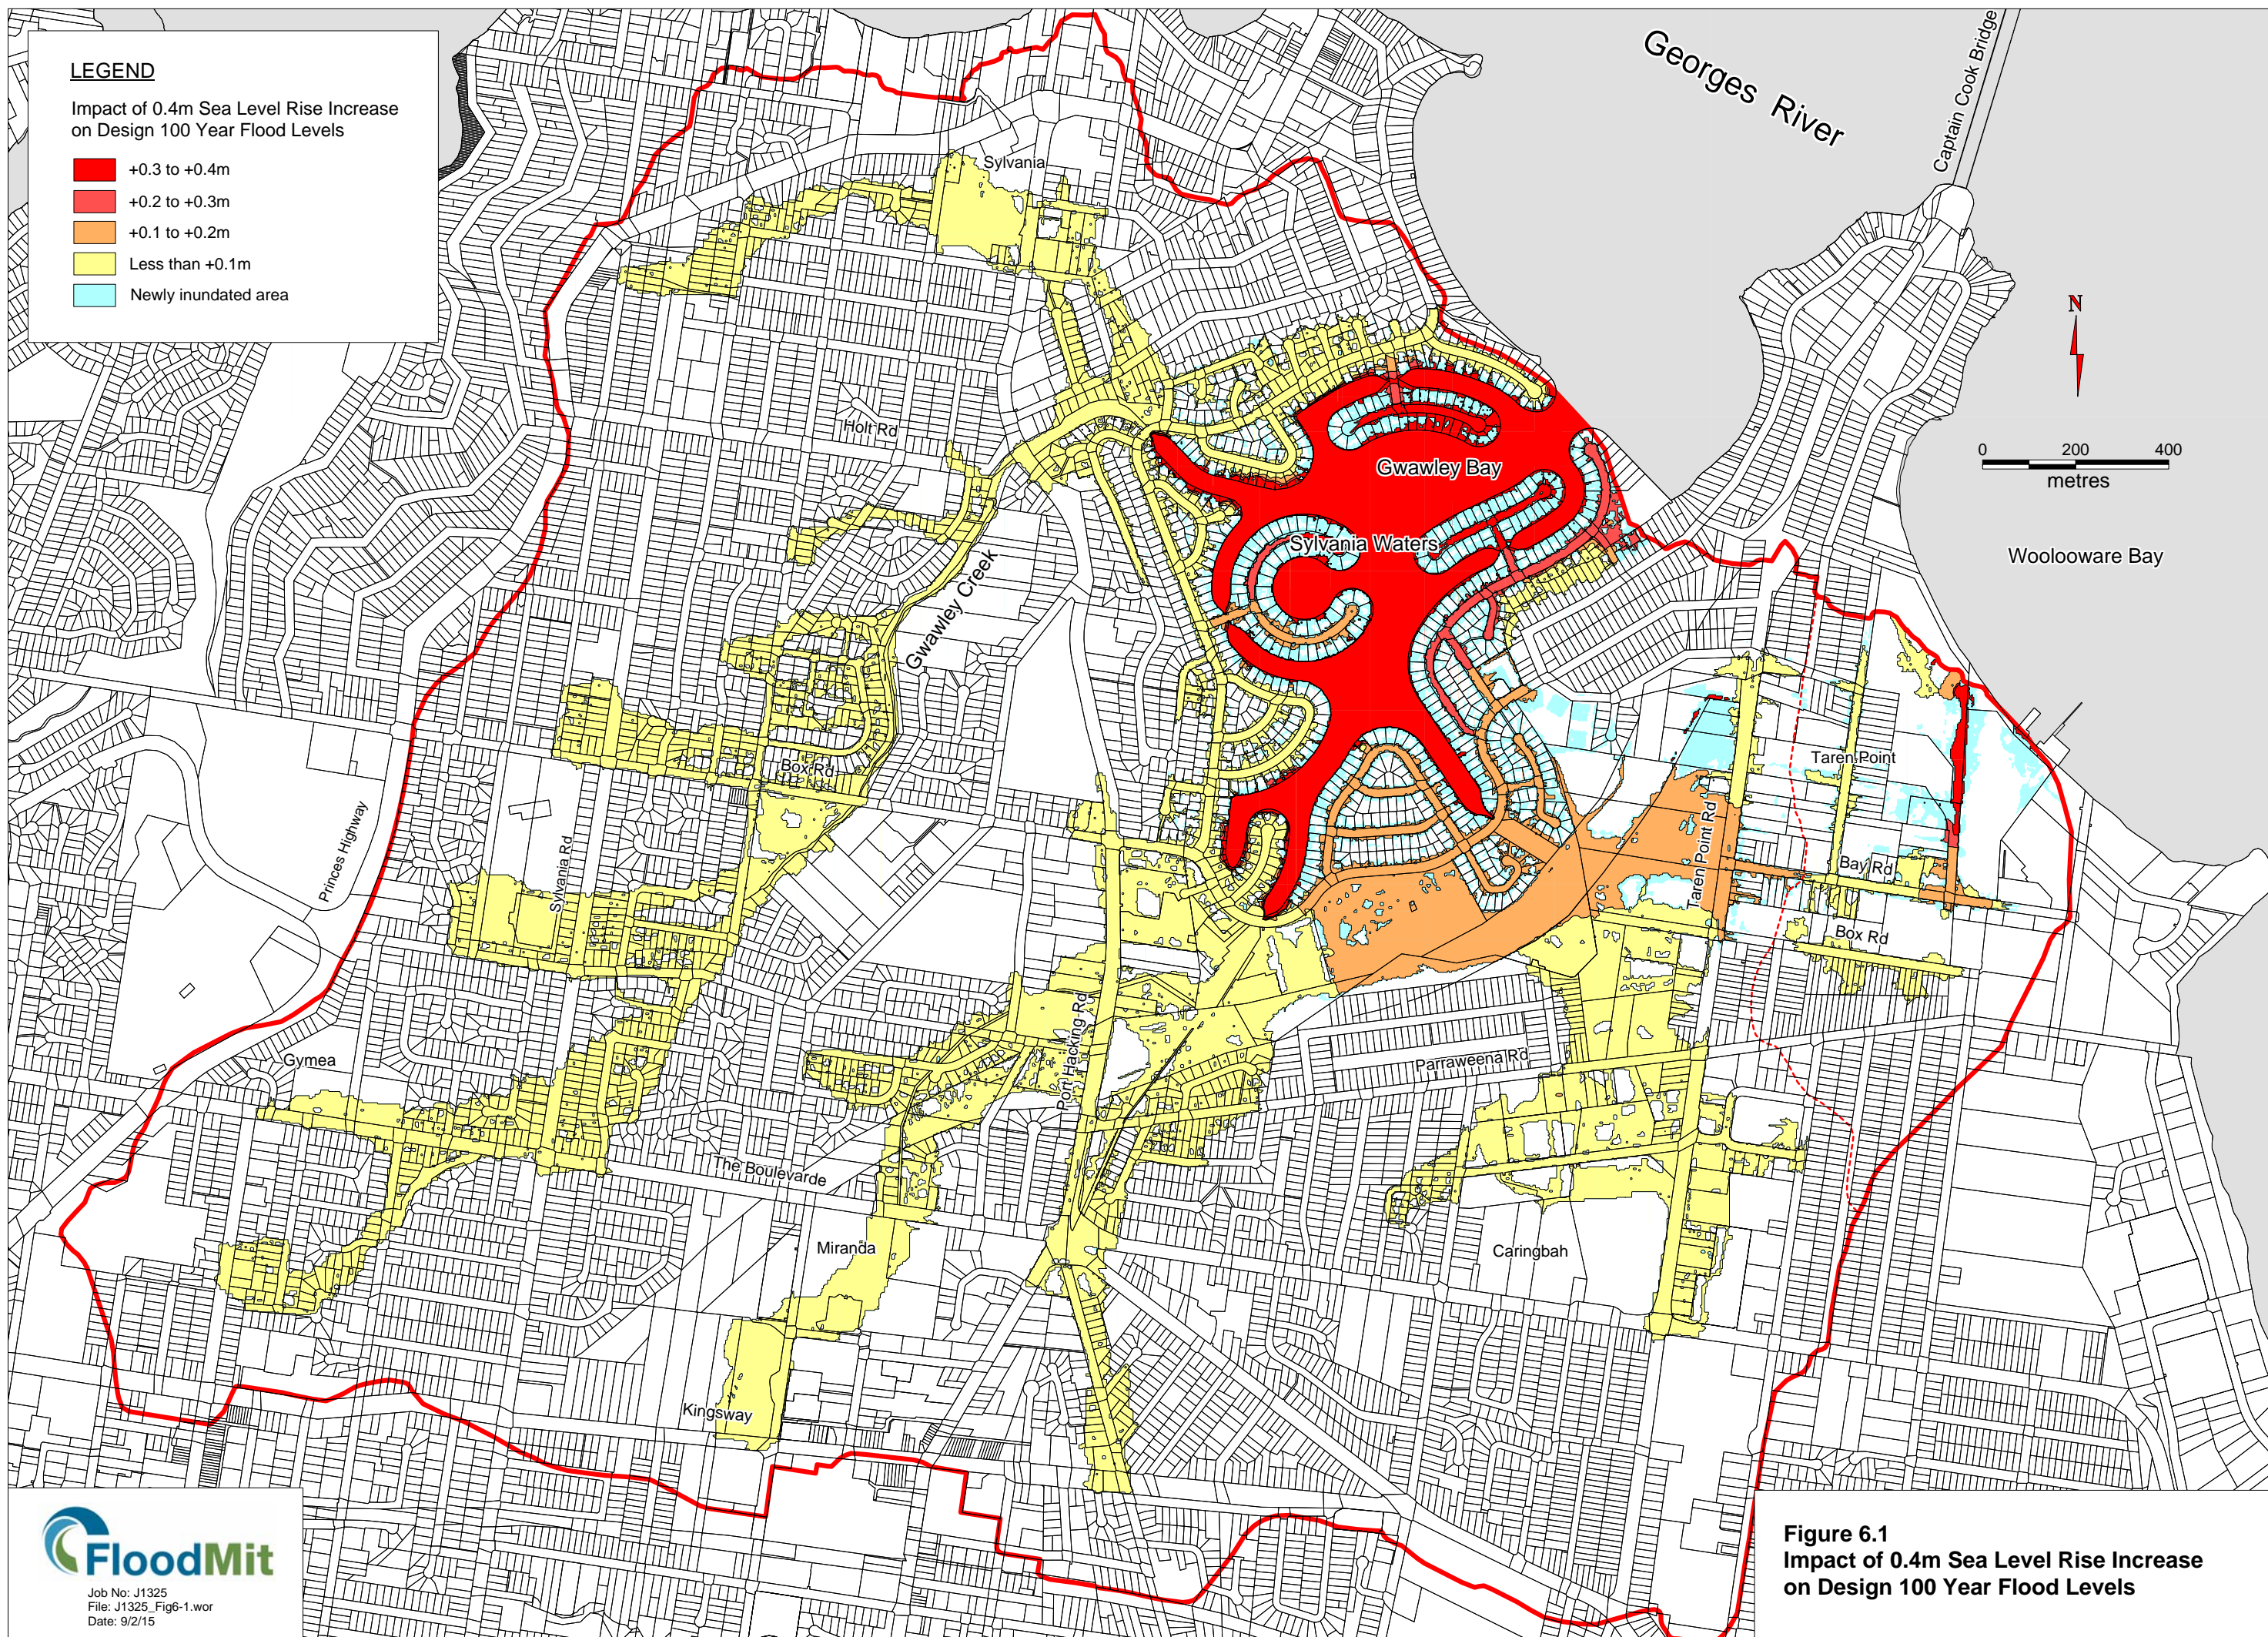 LEGEND
Impact of 0.4m Sea Level Rise Increase
on Design 100 Year Flood Levels
+0.3 to +0.4m
+0.2 to +0.3m
+0.1 to +0.2m
Less than +0.1m
Newly inundated area
Georges River
Captain Cook Bridge
Sylvania
N
0 200 400
metres
Holt Rd
Gwawley Bay
Sylvania Waters
Woolooware Bay
Gwawley Creek
Box Rd
Taren Point
Princes Highway
Sylvania Rd
Taren Point Rd
Bay Rd
Box Rd
Gymea
Port Hacking Rd
Parraweena Rd
The Boulevarde
Miranda
Caringbah
Kingsway
FloodMit
Job No: J1325
File: J1325_Fig6-1.wor
Date: 9/2/15
Figure 6.1
Impact of 0.4m Sea Level Rise Increase
on Design 100 Year Flood Levels